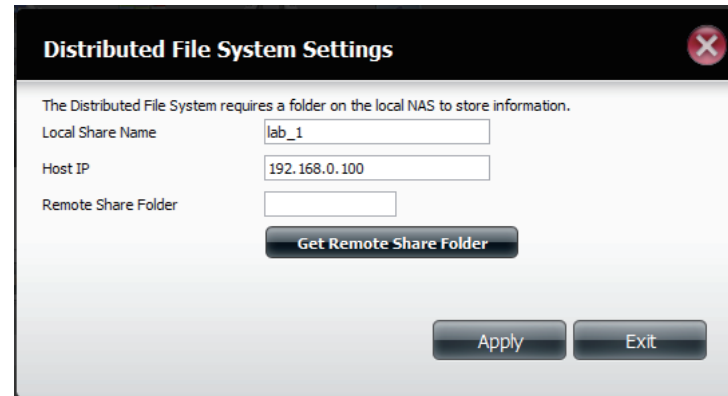 Distributed File System Settings
The Distributed File System requires a folder on the local NAS to store information.
Local Share Name lab_1
Host IP 192.168.0.100
Remote Share Folder
Get Remote Share Folder
Apply Exit